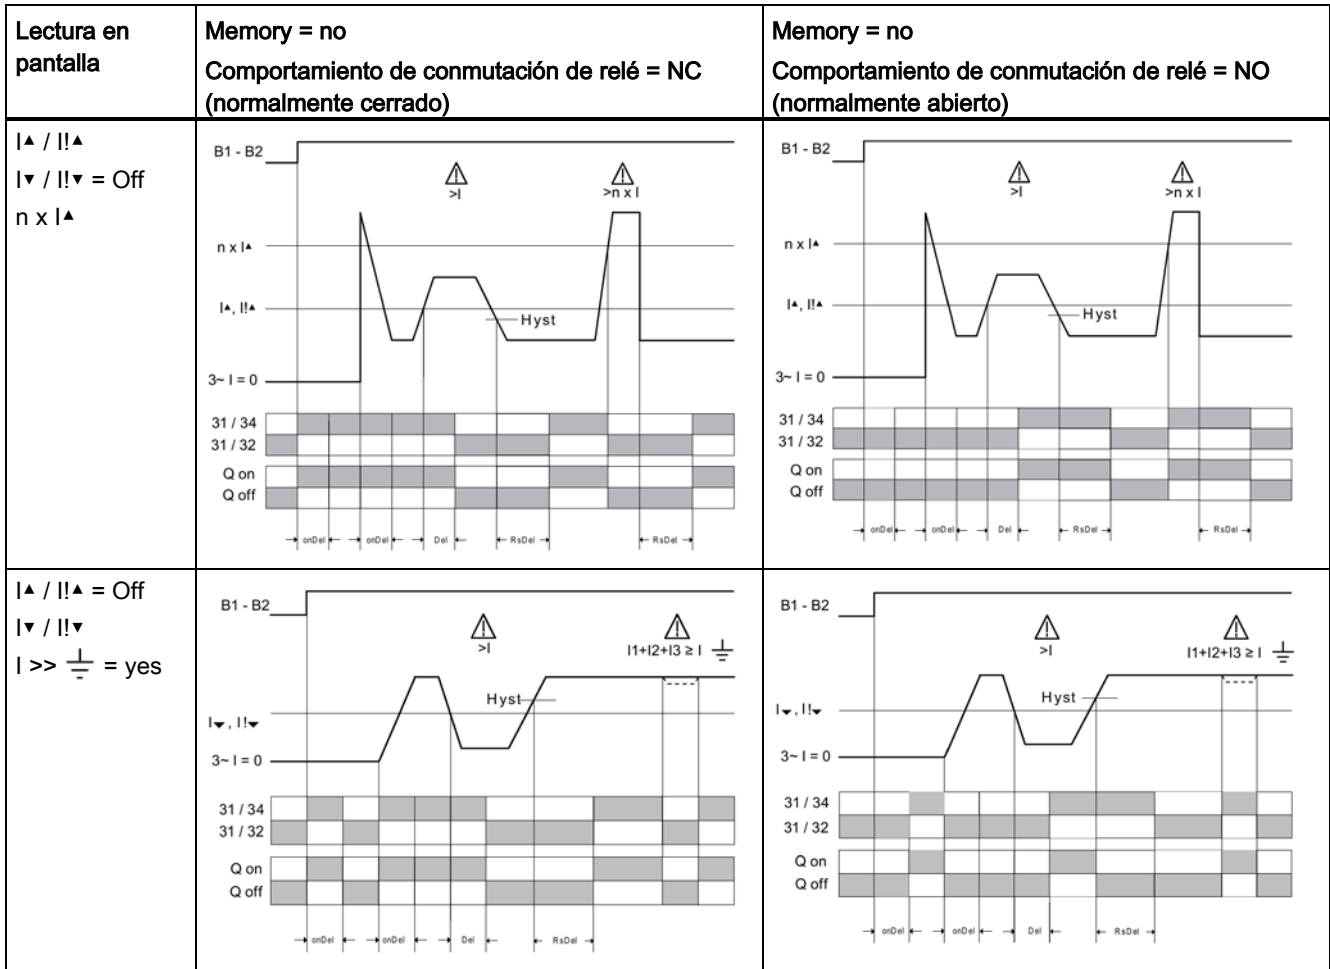 Lectura en
pantalla
Memory = no
Comportamiento de conmutación de relé = NC
(normalmente cerrado)
Memory = no
Comportamiento de conmutación de relé = NO
(normalmente abierto)
I▲ / I!▲
I▼ / I!▼ = Off
n x I▲
B1 - B2
>I
>n x I
n x I▲
I▲, I!▲
Hyst
3~ I = 0
31 / 34
31 / 32
Q on
Q off
onDel
onDel
Del
RsDel
RsDel
B1 - B2
>I
>n x I
n x I▲
I▲, I!▲
Hyst
3~ I = 0
31 / 34
31 / 32
Q on
Q off
onDel
onDel
Del
RsDel
RsDel
I▲ / I!▲ = Off
I▼ / I!▼
I >> ⏚ = yes
B1 - B2
>I
I1+I2+I3 ≥ I ⏚
Hyst
I▼, I!▼
3~ I = 0
31 / 34
31 / 32
Q on
Q off
onDel
onDel
Del
RsDel
B1 - B2
>I
I1+I2+I3 ≥ I ⏚
Hyst
I▼, I!▼
3~ I = 0
31 / 34
31 / 32
Q on
Q off
onDel
onDel
Del
RsDel